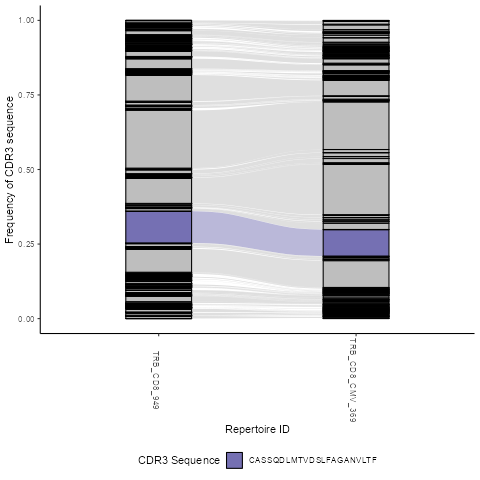 Frequency of CDR3 sequence
1.00
0.75
0.50
0.25
0.00
TRB_CD8_949
TRB_CD8_CMV_369
Repertoire ID
CDR3 Sequence CASSQDLMTVDSLFAGANVLTF